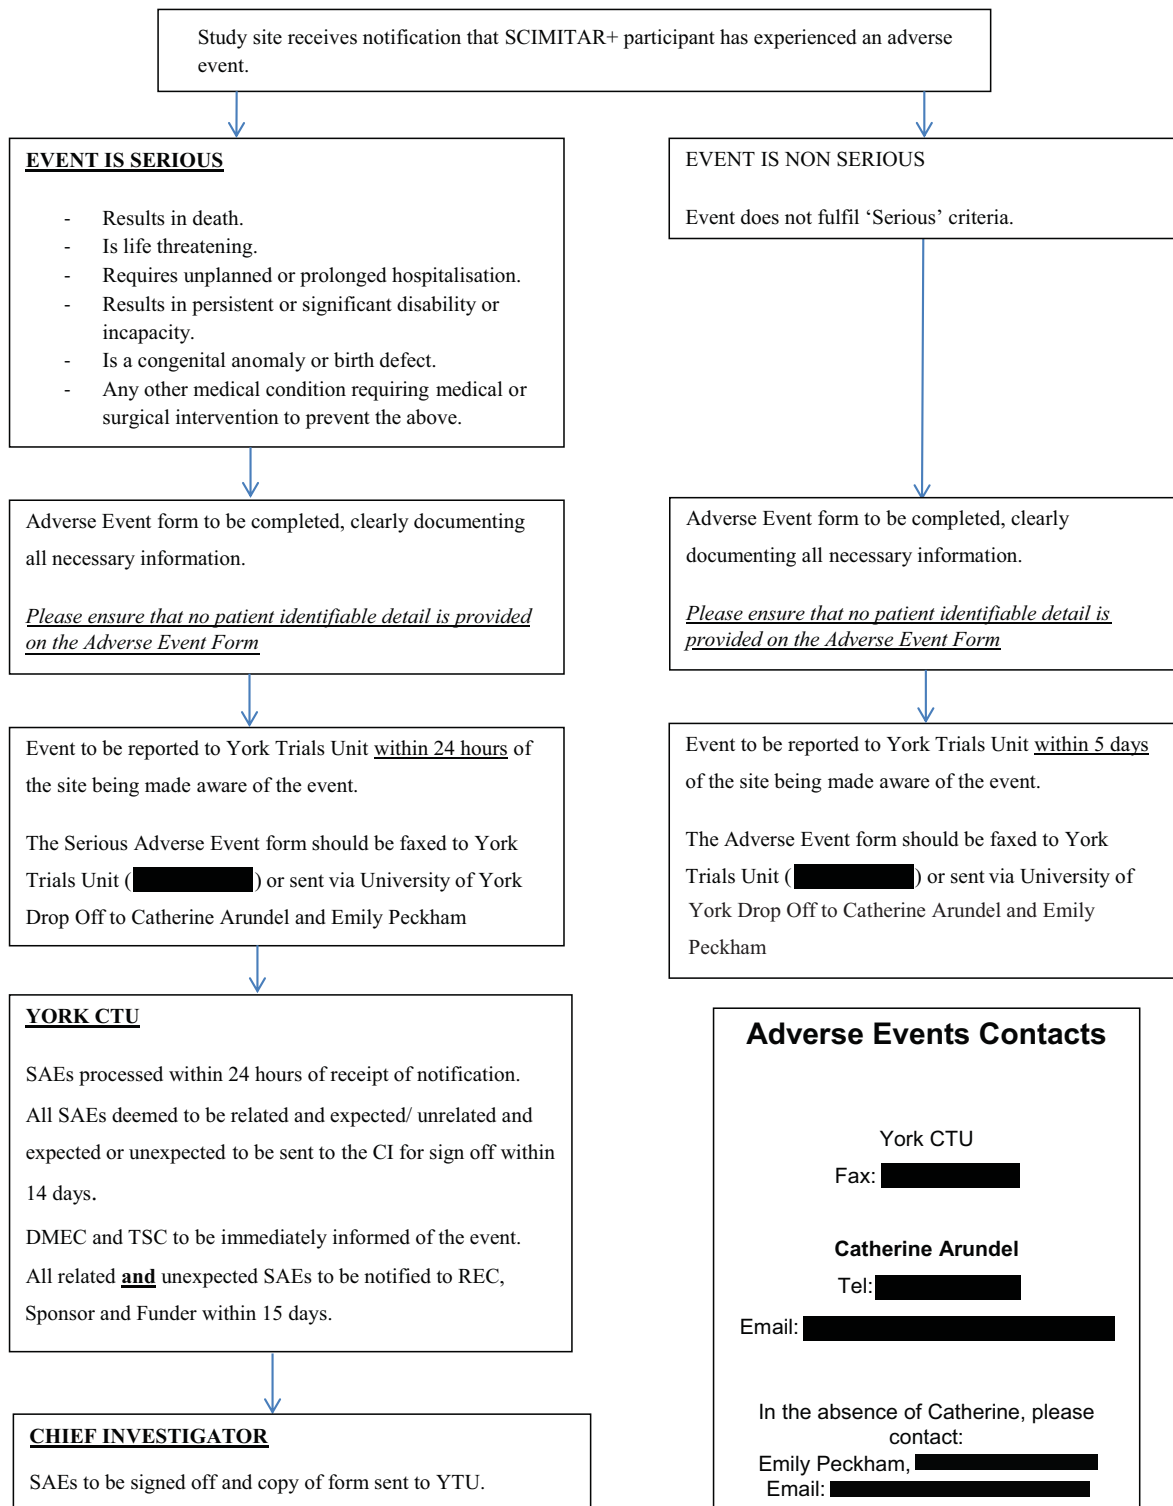 Study site receives notification that SCIMITAR+ participant has experienced an adverse
event.
EVENT IS SERIOUS
- Results in death.
- Is life threatening.
- Requires unplanned or prolonged hospitalisation.
- Results in persistent or significant disability or
incapacity.
- Is a congenital anomaly or birth defect.
- Any other medical condition requiring medical or
surgical intervention to prevent the above.
Adverse Event form to be completed, clearly documenting
all necessary information.
Please ensure that no patient identifiable detail is provided
on the Adverse Event Form
Event to be reported to York Trials Unit within 24 hours of
the site being made aware of the event.
The Serious Adverse Event form should be faxed to York
Trials Unit ( ) or sent via University of York
Drop Off to Catherine Arundel and Emily Peckham
YORK CTU
SAEs processed within 24 hours of receipt of notification.
All SAEs deemed to be related and expected/ unrelated and
expected or unexpected to be sent to the CI for sign off within
14 days.
DMEC and TSC to be immediately informed of the event.
All related and unexpected SAEs to be notified to REC,
Sponsor and Funder within 15 days.
CHIEF INVESTIGATOR
SAEs to be signed off and copy of form sent to YTU.
EVENT IS NON SERIOUS
Event does not fulfil ‘Serious’ criteria.
Adverse Event form to be completed, clearly
documenting all necessary information.
Please ensure that no patient identifiable detail is
provided on the Adverse Event Form
Event to be reported to York Trials Unit within 5 days
of the site being made aware of the event.
The Adverse Event form should be faxed to York
Trials Unit ( ) or sent via University of
York Drop Off to Catherine Arundel and Emily
Peckham
Adverse Events Contacts
York CTU
Fax:
Catherine Arundel
Tel:
Email:
In the absence of Catherine, please
contact:
Emily Peckham,
Email: